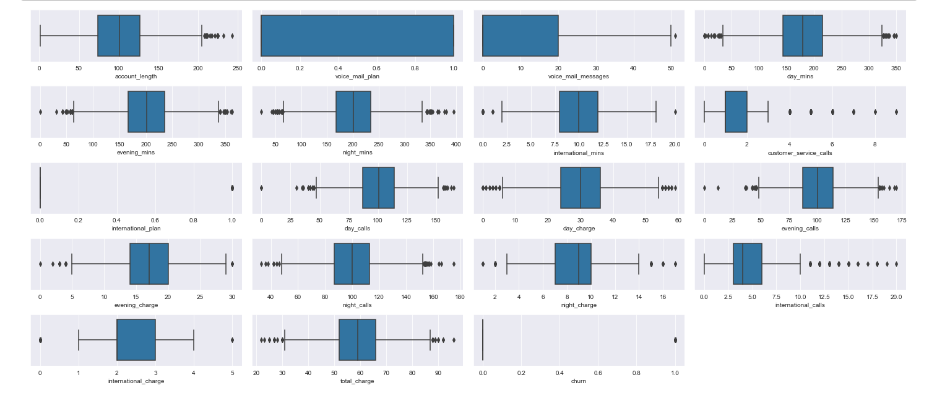 0 50 100 150 200 250
account_length
0.0 0.2 0.4 0.6 0.8 1.0
voice_mail_plan
0 10 20 30 40 50
voice_mail_messages
0 50 100 150 200 250 300 350
day_mins
0 50 100 150 200 250 300 350
evening_mins
50 100 150 200 250 300 350 400
night_mins
0.0 2.5 5.0 7.5 10.0 12.5 15.0 17.5 20.0
international_mins
0 2 4 6 8
customer_service_calls
0.0 0.2 0.4 0.6 0.8 1.0
international_plan
0 25 50 75 100 125 150
day_calls
0 10 20 30 40 50 60
day_charge
0 25 50 75 100 125 150 175
evening_calls
0 5 10 15 20 25 30
evening_charge
40 60 80 100 120 140 160 180
night_calls
2 4 6 8 10 12 14 16
night_charge
0.0 2.5 5.0 7.5 10.0 12.5 15.0 17.5 20.0
international_calls
0 1 2 3 4 5
international_charge
20 30 40 50 60 70 80 90
total_charge
0.0 0.2 0.4 0.6 0.8 1.0
churn